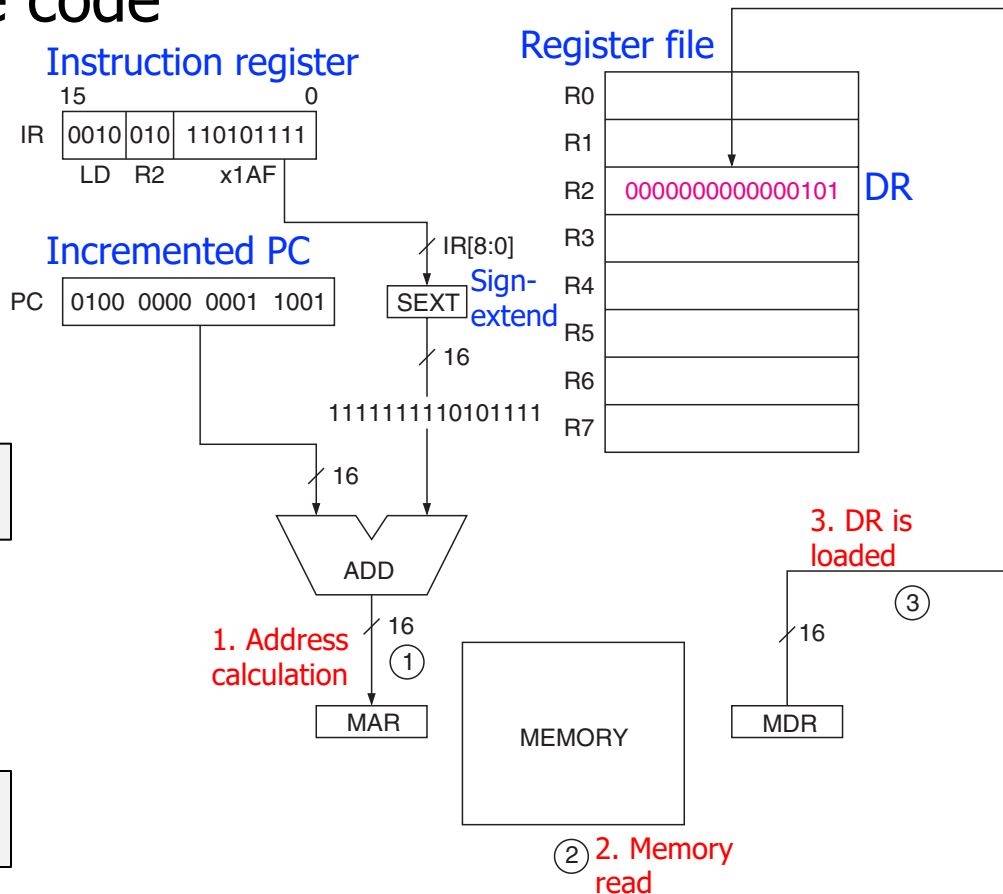 e code
Instruction register
15 0
IR 0010 010 110101111
LD R2 x1AF
IR[8:0]
Incremented PC
PC 0100 0000 0001 1001
SEXT
Sign-
extend
16
1111111110101111
16
ADD
16
1. Address
calculation
1
MAR
MEMORY
2
2. Memory
read
Register file
R0
R1
R2 0000000000000101 DR
R3
R4
R5
R6
R7
3. DR is
loaded
3
16
MDR